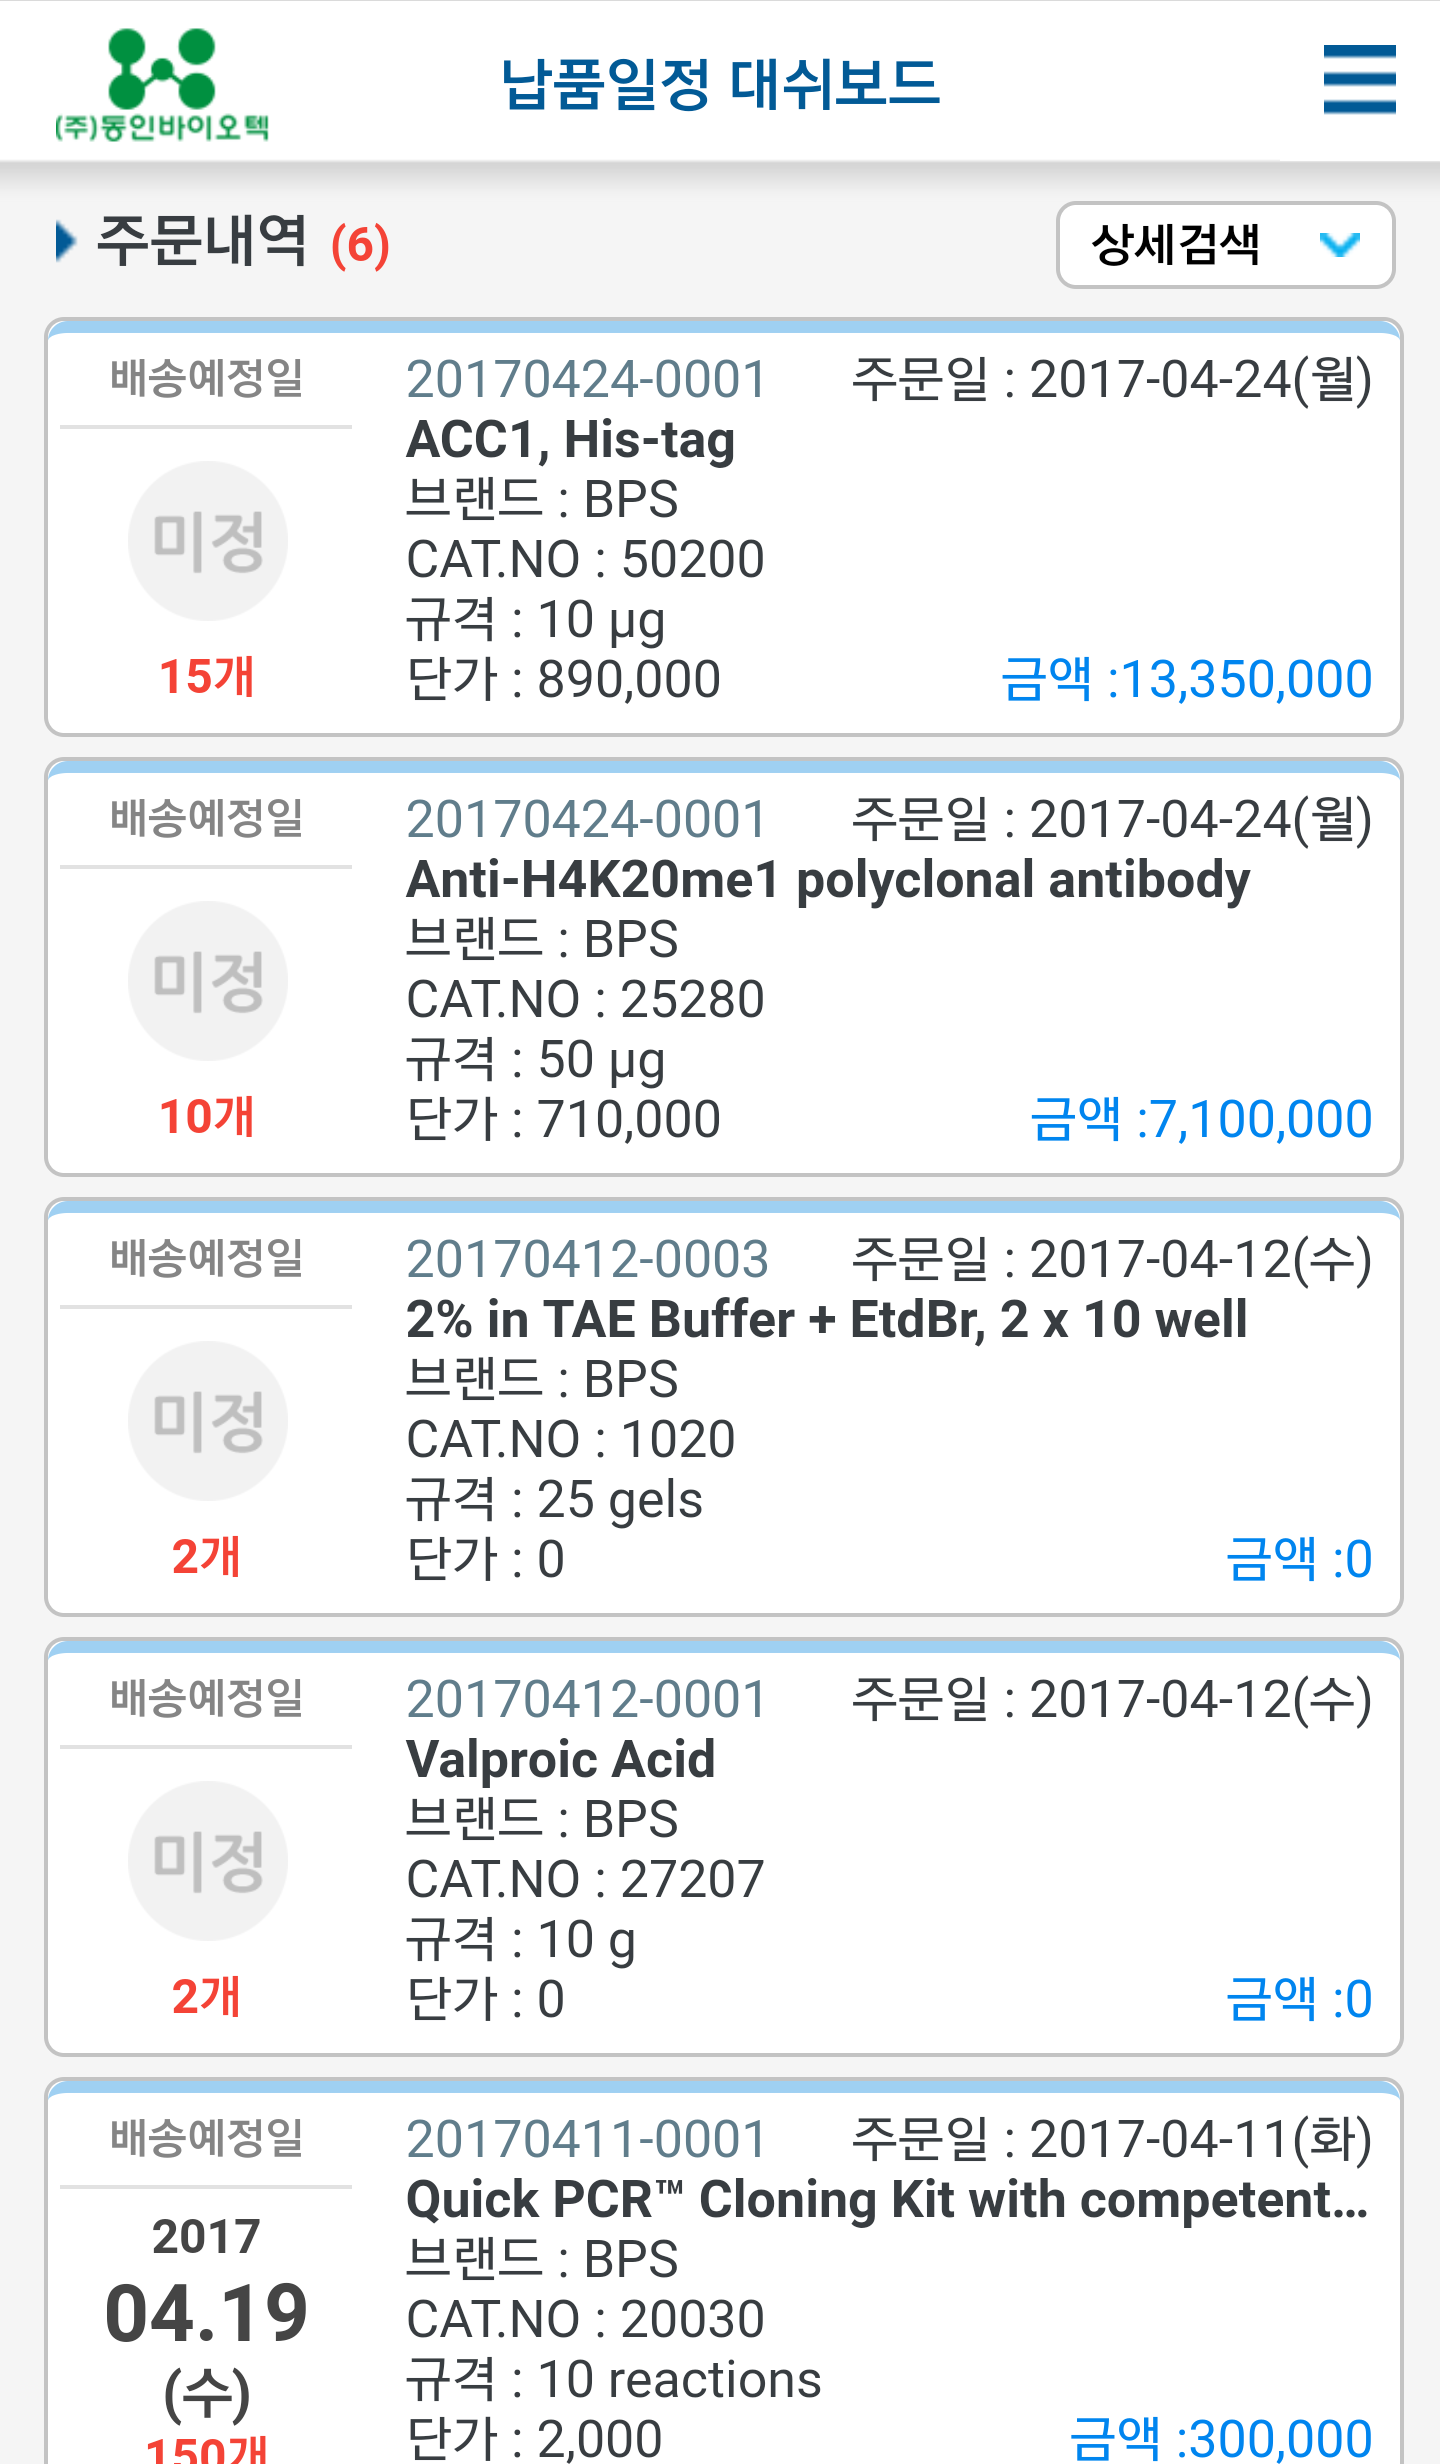 (주)동인바이오텍
납품일정 대쉬보드
주문내역 (6)
상세검색
배송예정일
미정
15개
20170424-0001 주문일 : 2017-04-24(월)
ACC1, His-tag
브랜드 : BPS
CAT.NO : 50200
규격 : 10 µg
단가 : 890,000 금액 :13,350,000
배송예정일
미정
10개
20170424-0001 주문일 : 2017-04-24(월)
Anti-H4K20me1 polyclonal antibody
브랜드 : BPS
CAT.NO : 25280
규격 : 50 µg
단가 : 710,000 금액 :7,100,000
배송예정일
미정
2개
20170412-0003 주문일 : 2017-04-12(수)
2% in TAE Buffer + EtdBr, 2 x 10 well
브랜드 : BPS
CAT.NO : 1020
규격 : 25 gels
단가 : 0 금액 :0
배송예정일
미정
2개
20170412-0001 주문일 : 2017-04-12(수)
Valproic Acid
브랜드 : BPS
CAT.NO : 27207
규격 : 10 g
단가 : 0 금액 :0
배송예정일
2017
04.19
(수)
150개
20170411-0001 주문일 : 2017-04-11(화)
Quick PCR™ Cloning Kit with competent...
브랜드 : BPS
CAT.NO : 20030
규격 : 10 reactions
단가 : 2,000 금액 :300,000